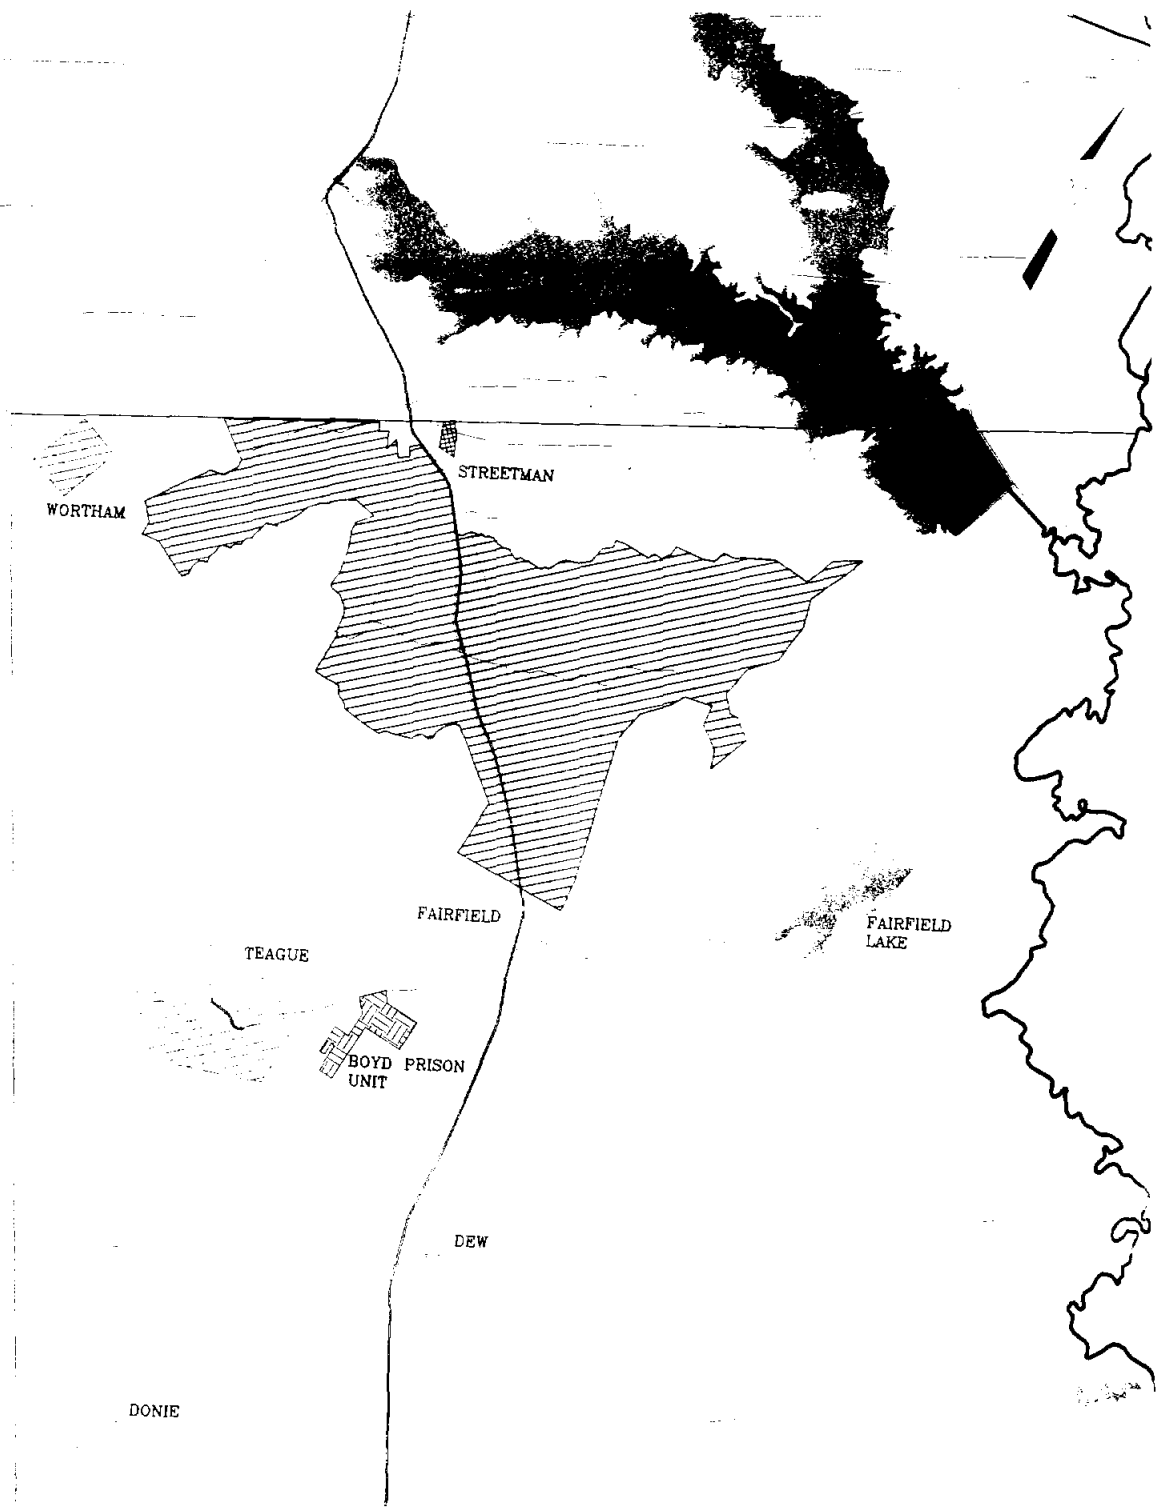 STREETMAN
WORTHAM
FAIRFIELD
FAIRFIELD
LAKE
TEAGUE
BOYD PRISON
UNIT
DEW
DONIE